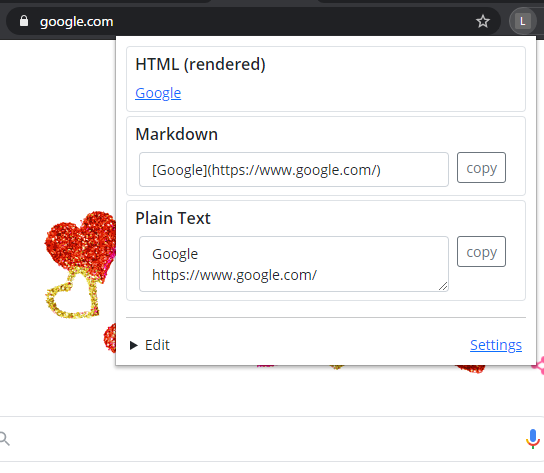 google.com
L
HTML (rendered)
Google
Markdown
[Google](https://www.google.com/)
copy
Plain Text
Google
https://www.google.com/
copy
Edit
Settings